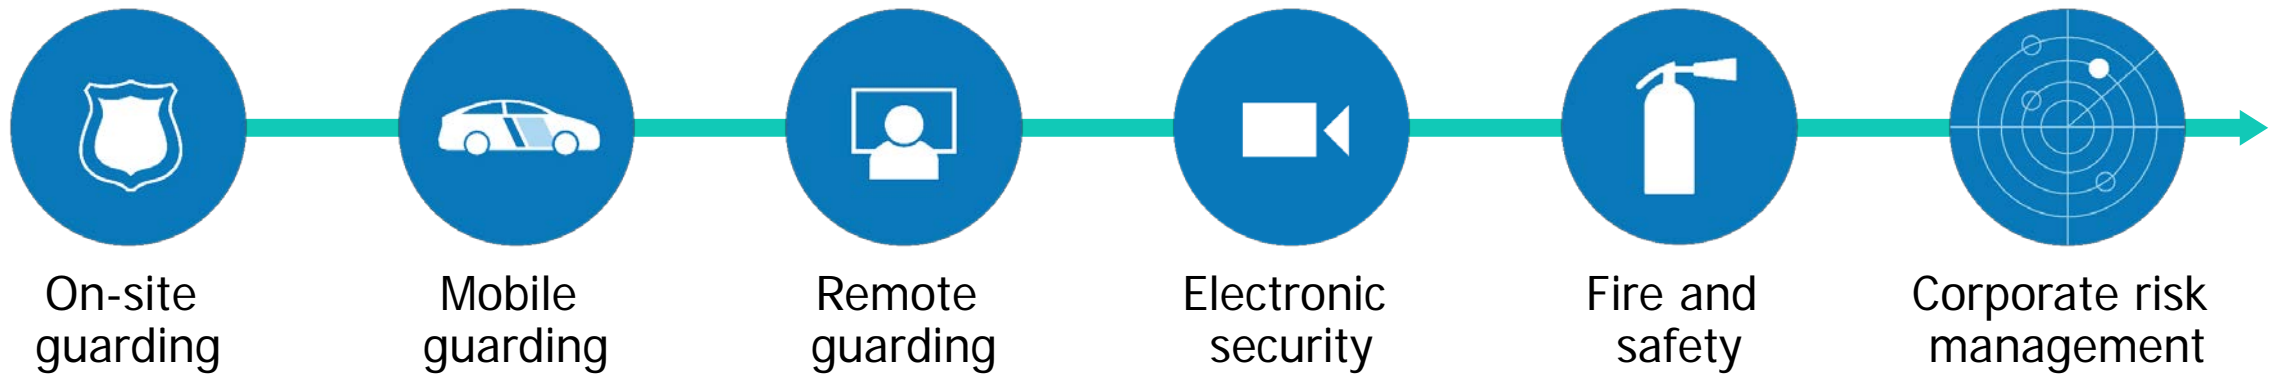 On-site
guarding
Mobile
guarding
Remote
guarding
Electronic
security
Fire and
safety
Corporate risk
management